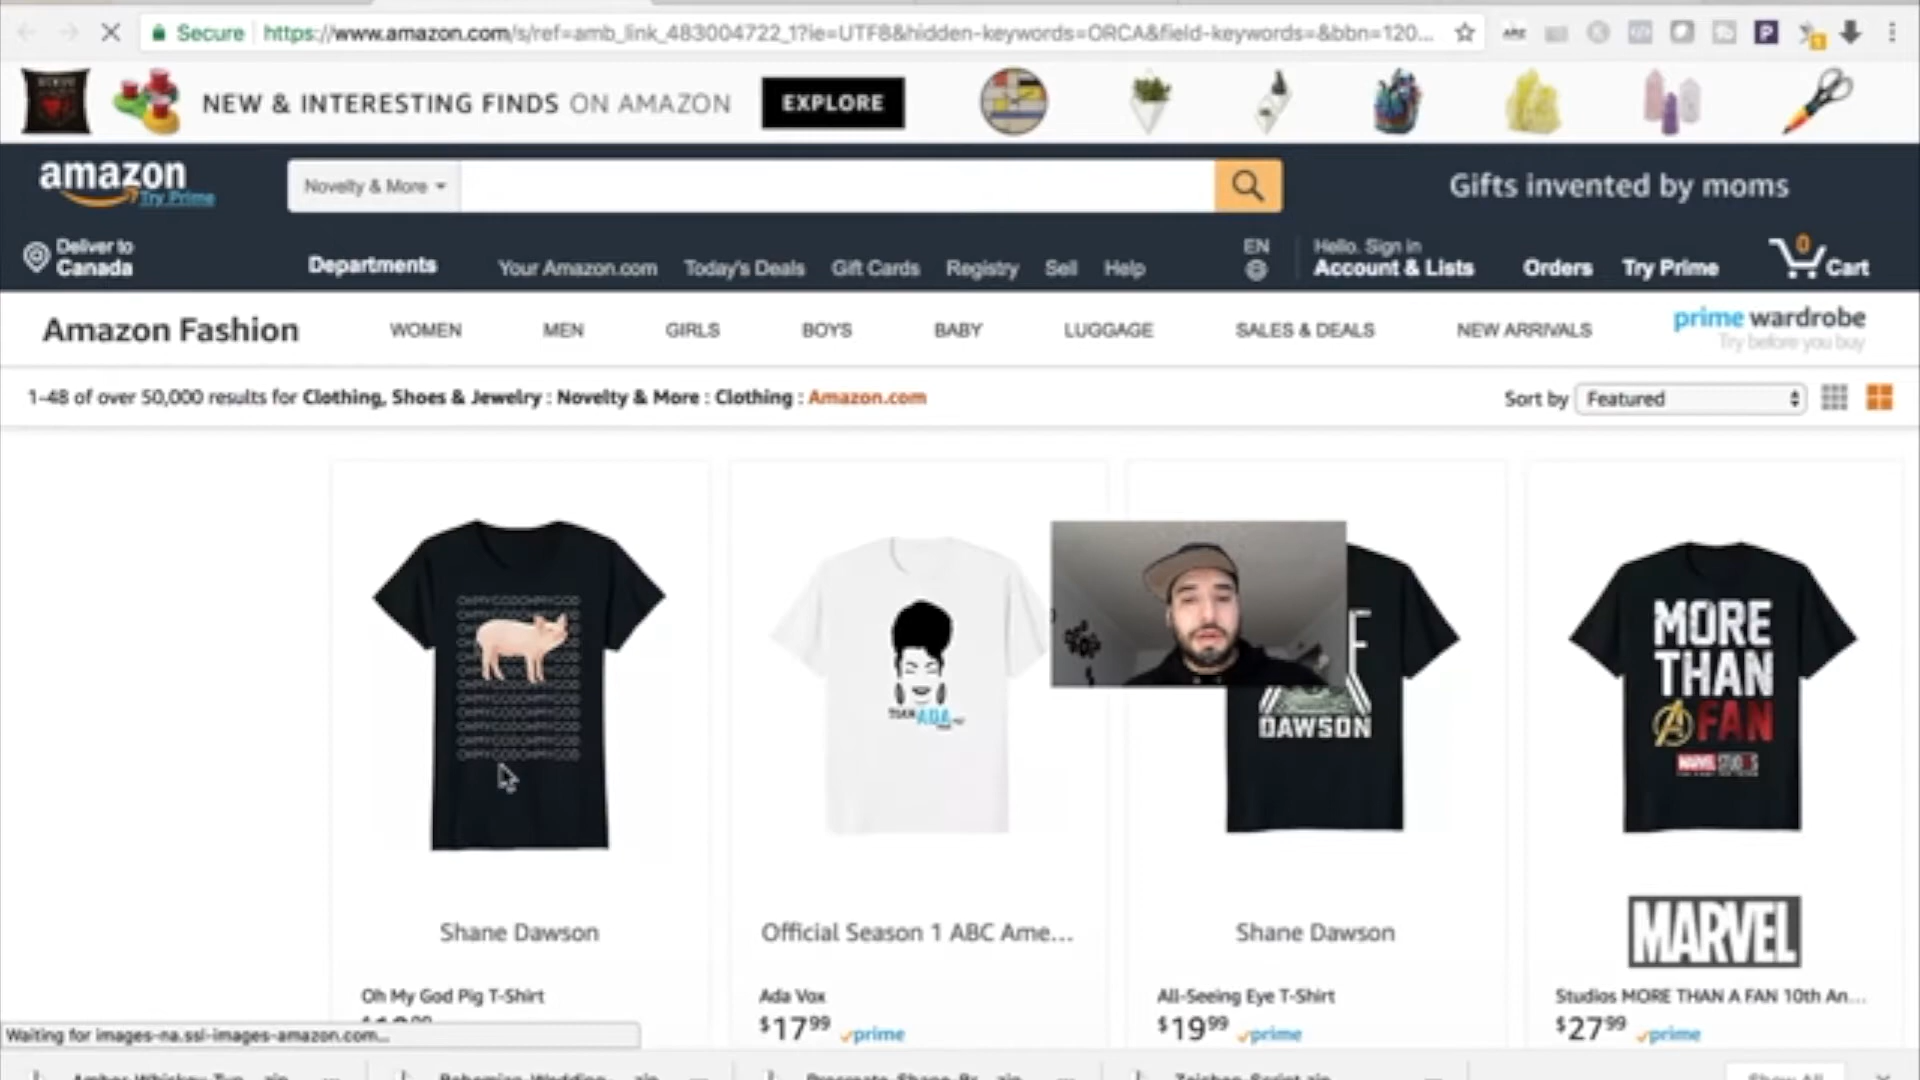 Secure https://www.amazon.com/s/ref=amb_link_483004722_1?ie=UTF8&hidden-keywords=ORCA&field-keywords=&bbn=120...
NEW & INTERESTING FINDS ON AMAZON EXPLORE
amazon
Try Prime
Novelty & More
Gifts invented by moms
Deliver to
Canada
Departments
Your Amazon.com Today's Deals Gift Cards Registry Sell Help
EN
Hello. Sign in
Account & Lists
Orders
Try Prime
0
Cart
Amazon Fashion WOMEN MEN GIRLS BOYS BABY LUGGAGE SALES & DEALS NEW ARRIVALS
prime wardrobe
Try before you buy
1-48 of over 50,000 results for Clothing, Shoes & Jewelry : Novelty & More : Clothing : Amazon.com
Sort by Featured
ADA
DAWSON
MORE
THAN
A FAN
MARVEL STUDIOS
Shane Dawson
Official Season 1 ABC Ame...
Shane Dawson
MARVEL
Oh My God Pig T-Shirt
Ada Vox
All-Seeing Eye T-Shirt
Studios MORE THAN A FAN 10th An...
$1799 prime
$1999 prime
$2799 prime
Waiting for images-na.ssl-images-amazon.com...